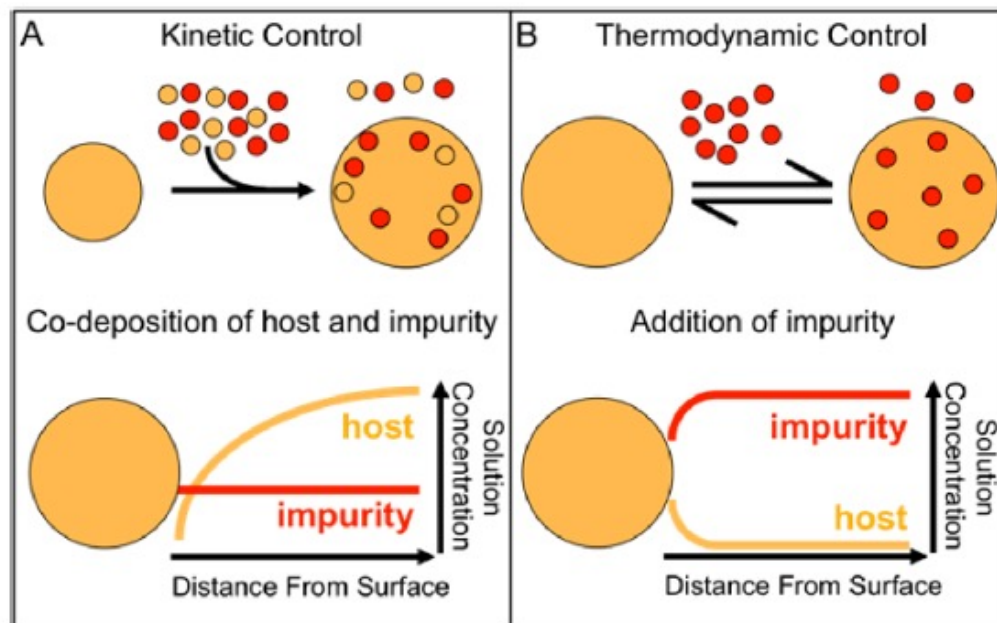 A
Kinetic Control
Co-deposition of host and impurity
host
impurity
Solution
Concentration
Distance From Surface
B
Thermodynamic Control
Addition of impurity
impurity
host
Solution
Concentration
Distance From Surface